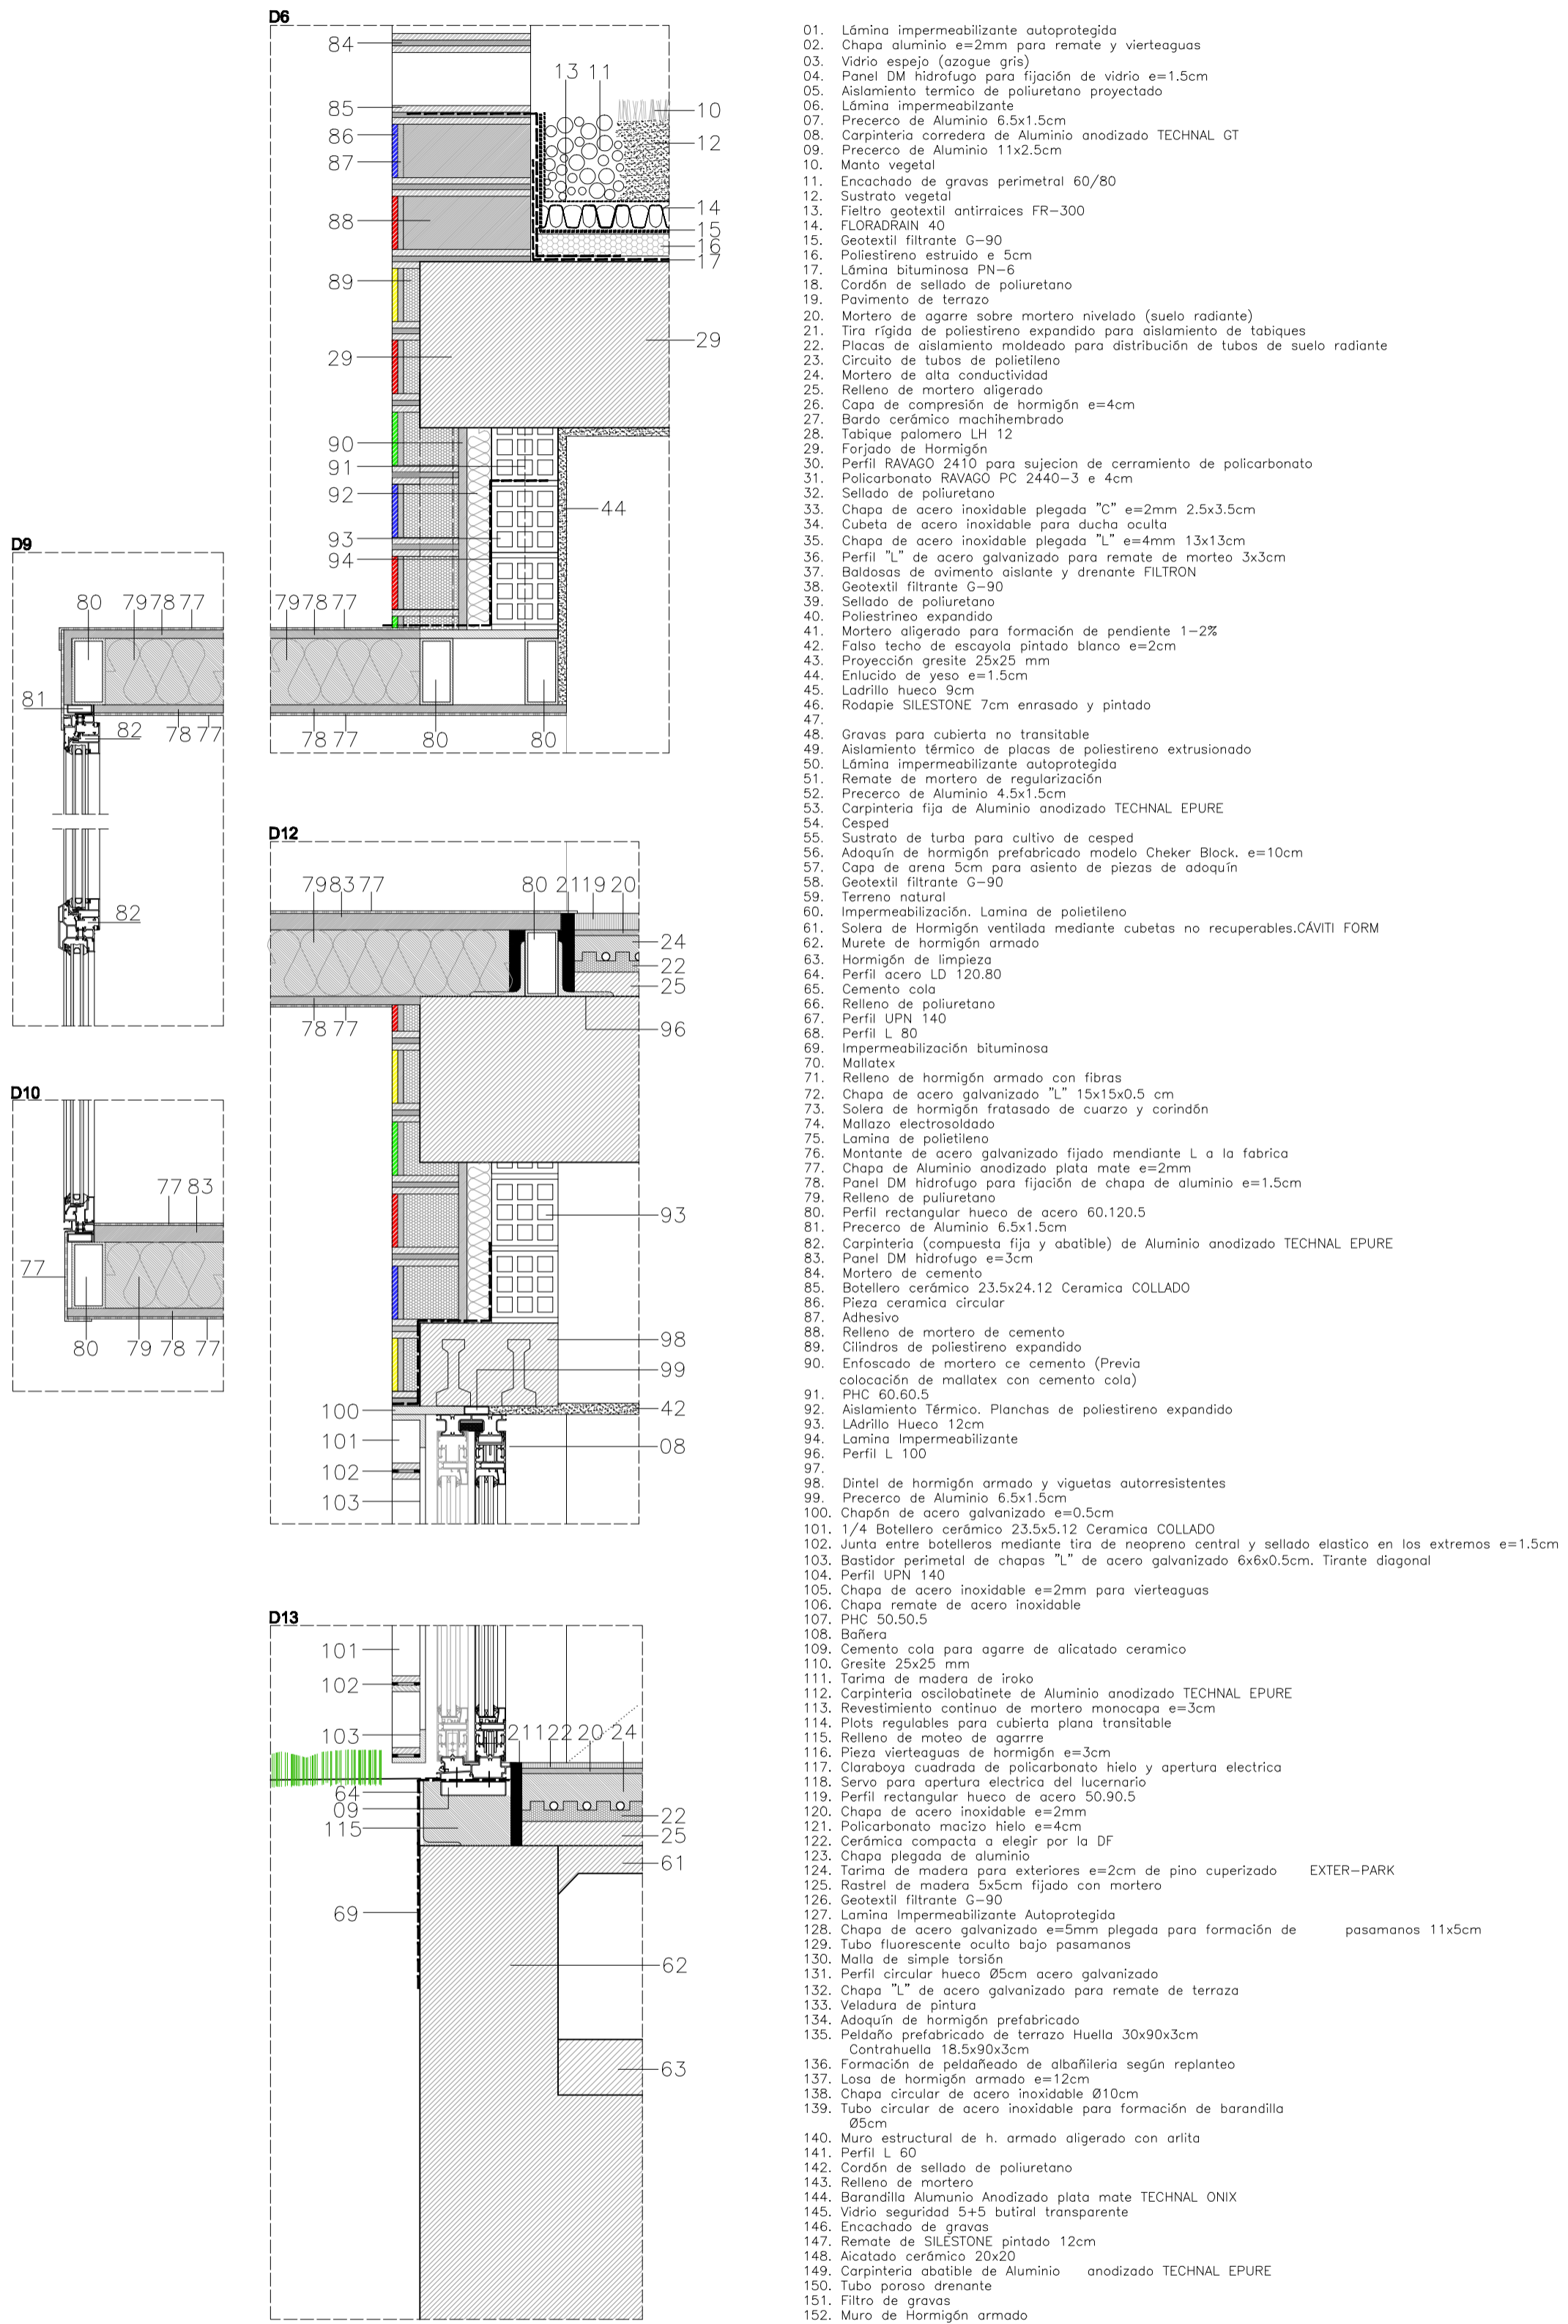 D6
84
13 11
85
10
86
12
87
14
88
15
16
17
89
29
29
90
91
92
44
93
94
79 78 77
78 77
80
80
D9
80
79 78 77
81
82
78 77
82
D12
79 83 77
80 21 19 20
24
22
25
78 77
96
93
98
99
100
42
101
08
102
103
D10
77 83
77
80
79
78
77
D13
101
102
103
21 122 20 24
64
09
22
115
25
61
69
62
63
01. Lámina impermeabilizante autoprotegida
02. Chapa aluminio e=2mm para remate y vierteaguas
03. Vidrio espejo (azogue gris)
04. Panel DM hidrofugo para fijación de vidrio e=1.5cm
05. Aislamiento termico de poliuretano proyectado
06. Lámina impermeabilzante
07. Precerco de Aluminio 6.5x1.5cm
08. Carpinteria corredera de Aluminio anodizado TECHNAL GT
09. Precerco de Aluminio 11x2.5cm
10. Manto vegetal
11. Encachado de gravas perimetral 60/80
12. Sustrato vegetal
13. Fieltro geotextil antirraices FR-300
14. FLORADRAIN 40
15. Geotextil filtrante G-90
16. Poliestireno estruido e 5cm
17. Lámina bituminosa PN-6
18. Cordón de sellado de poliuretano
19. Pavimento de terrazo
20. Mortero de agarre sobre mortero nivelado (suelo radiante)
21. Tira rígida de poliestireno expandido para aislamiento de tabiques
22. Placas de aislamiento moldeado para distribución de tubos de suelo radiante
23. Circuito de tubos de polietileno
24. Mortero de alta conductividad
25. Relleno de mortero aligerado
26. Capa de compresión de hormigón e=4cm
27. Bardo cerámico machihembrado
28. Tabique palomero LH 12
29. Forjado de Hormigón
30. Perfil RAVAGO 2410 para sujecion de cerramiento de policarbonato
31. Policarbonato RAVAGO PC 2440-3 e 4cm
32. Sellado de poliuretano
33. Chapa de acero inoxidable plegada "C" e=2mm 2.5x3.5cm
34. Cubeta de acero inoxidable para ducha oculta
35. Chapa de acero inoxidable plegada "L" e=4mm 13x13cm
36. Perfil "L" de acero galvanizado para remate de morteo 3x3cm
37. Baldosas de avimento aislante y drenante FILTRON
38. Geotextil filtrante G-90
39. Sellado de poliuretano
40. Poliestrineo expandido
41. Mortero aligerado para formación de pendiente 1-2%
42. Falso techo de escayola pintado blanco e=2cm
43. Proyección gresite 25x25 mm
44. Enlucido de yeso e=1.5cm
45. Ladrillo hueco 9cm
46. Rodapie SILESTONE 7cm enrasado y pintado
47.
48. Gravas para cubierta no transitable
49. Aislamiento térmico de placas de poliestireno extrusionado
50. Lámina impermeabilizante autoprotegida
51. Remate de mortero de regularización
52. Precerco de Aluminio 4.5x1.5cm
53. Carpinteria fija de Aluminio anodizado TECHNAL EPURE
54. Cesped
55. Sustrato de turba para cultivo de cesped
56. Adoquín de hormigón prefabricado modelo Cheker Block. e=10cm
57. Capa de arena 5cm para asiento de piezas de adoquín
58. Geotextil filtrante G-90
59. Terreno natural
60. Impermeabilización. Lamina de polietileno
61. Solera de Hormigón ventilada mediante cubetas no recuperables.CÁVITI FORM
62. Murete de hormigón armado
63. Hormigón de limpieza
64. Perfil acero LD 120.80
65. Cemento cola
66. Relleno de poliuretano
67. Perfil UPN 140
68. Perfil L 80
69. Impermeabilización bituminosa
70. Mallatex
71. Relleno de hormigón armado con fibras
72. Chapa de acero galvanizado "L" 15x15x0.5 cm
73. Solera de hormigón fratasado de cuarzo y corindón
74. Mallazo electrosoldado
75. Lamina de polietileno
76. Montante de acero galvanizado fijado mendiante L a la fabrica
77. Chapa de Aluminio anodizado plata mate e=2mm
78. Panel DM hidrofugo para fijación de chapa de aluminio e=1.5cm
79. Relleno de puliuretano
80. Perfil rectangular hueco de acero 60.120.5
81. Precerco de Aluminio 6.5x1.5cm
82. Carpinteria (compuesta fija y abatible) de Aluminio anodizado TECHNAL EPURE
83. Panel DM hidrofugo e=3cm
84. Mortero de cemento
85. Botellero cerámico 23.5x24.12 Ceramica COLLADO
86. Pieza ceramica circular
87. Adhesivo
88. Relleno de mortero de cemento
89. Cilindros de poliestireno expandido
90. Enfoscado de mortero ce cemento (Previa
colocación de mallatex con cemento cola)
91. PHC 60.60.5
92. Aislamiento Térmico. Planchas de poliestireno expandido
93. LAdrillo Hueco 12cm
94. Lamina Impermeabilizante
96. Perfil L 100
97.
98. Dintel de hormigón armado y viguetas autorresistentes
99. Precerco de Aluminio 6.5x1.5cm
100. Chapón de acero galvanizado e=0.5cm
101. 1/4 Botellero cerámico 23.5x5.12 Ceramica COLLADO
102. Junta entre botelleros mediante tira de neopreno central y sellado elastico en los extremos e=1.5cm
103. Bastidor perimetal de chapas "L" de acero galvanizado 6x6x0.5cm. Tirante diagonal
104. Perfil UPN 140
105. Chapa de acero inoxidable e=2mm para vierteaguas
106. Chapa remate de acero inoxidable
107. PHC 50.50.5
108. Bañera
109. Cemento cola para agarre de alicatado ceramico
110. Gresite 25x25 mm
111. Tarima de madera de iroko
112. Carpinteria oscilobatinete de Aluminio anodizado TECHNAL EPURE
113. Revestimiento continuo de mortero monocapa e=3cm
114. Plots regulables para cubierta plana transitable
115. Relleno de moteo de agarrre
116. Pieza vierteaguas de hormigón e=3cm
117. Claraboya cuadrada de policarbonato hielo y apertura electrica
118. Servo para apertura electrica del lucernario
119. Perfil rectangular hueco de acero 50.90.5
120. Chapa de acero inoxidable e=2mm
121. Policarbonato macizo hielo e=4cm
122. Cerámica compacta a elegir por la DF
123. Chapa plegada de aluminio
124. Tarima de madera para exteriores e=2cm de pino cuperizado EXTER-PARK
125. Rastrel de madera 5x5cm fijado con mortero
126. Geotextil filtrante G-90
127. Lamina Impermeabilizante Autoprotegida
128. Chapa de acero galvanizado e=5mm plegada para formación de pasamanos 11x5cm
129. Tubo fluorescente oculto bajo pasamanos
130. Malla de simple torsión
131. Perfil circular hueco Ø5cm acero galvanizado
132. Chapa "L" de acero galvanizado para remate de terraza
133. Veladura de pintura
134. Adoquín de hormigón prefabricado
135. Peldaño prefabricado de terrazo Huella 30x90x3cm
Contrahuella 18.5x90x3cm
136. Formación de peldañeado de albañileria según replanteo
137. Losa de hormigón armado e=12cm
138. Chapa circular de acero inoxidable Ø10cm
139. Tubo circular de acero inoxidable para formación de barandilla
Ø5cm
140. Muro estructural de h. armado aligerado con arlita
141. Perfil L 60
142. Cordón de sellado de poliuretano
143. Relleno de mortero
144. Barandilla Alumunio Anodizado plata mate TECHNAL ONIX
145. Vidrio seguridad 5+5 butiral transparente
146. Encachado de gravas
147. Remate de SILESTONE pintado 12cm
148. Aicatado cerámico 20x20
149. Carpinteria abatible de Aluminio anodizado TECHNAL EPURE
150. Tubo poroso drenante
151. Filtro de gravas
152. Muro de Hormigón armado